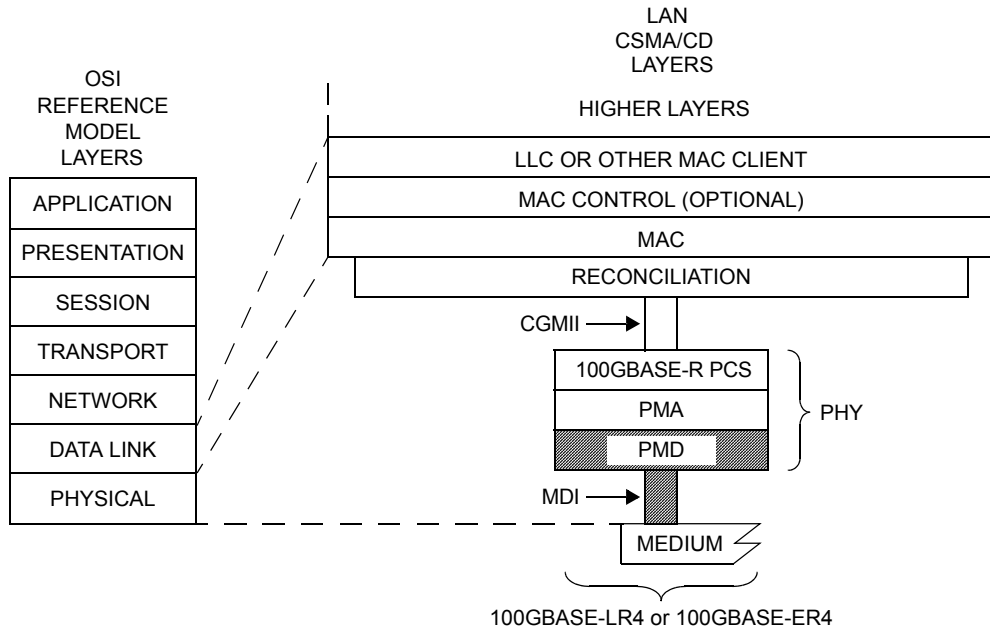 OSI
REFERENCE
MODEL
LAYERS
APPLICATION
PRESENTATION
SESSION
TRANSPORT
NETWORK
DATA LINK
PHYSICAL
LAN
CSMA/CD
LAYERS
HIGHER LAYERS
LLC OR OTHER MAC CLIENT
MAC CONTROL (OPTIONAL)
MAC
RECONCILIATION
CGMII
100GBASE-R PCS
PMA
PMD
PHY
MDI
MEDIUM
100GBASE-LR4 or 100GBASE-ER4